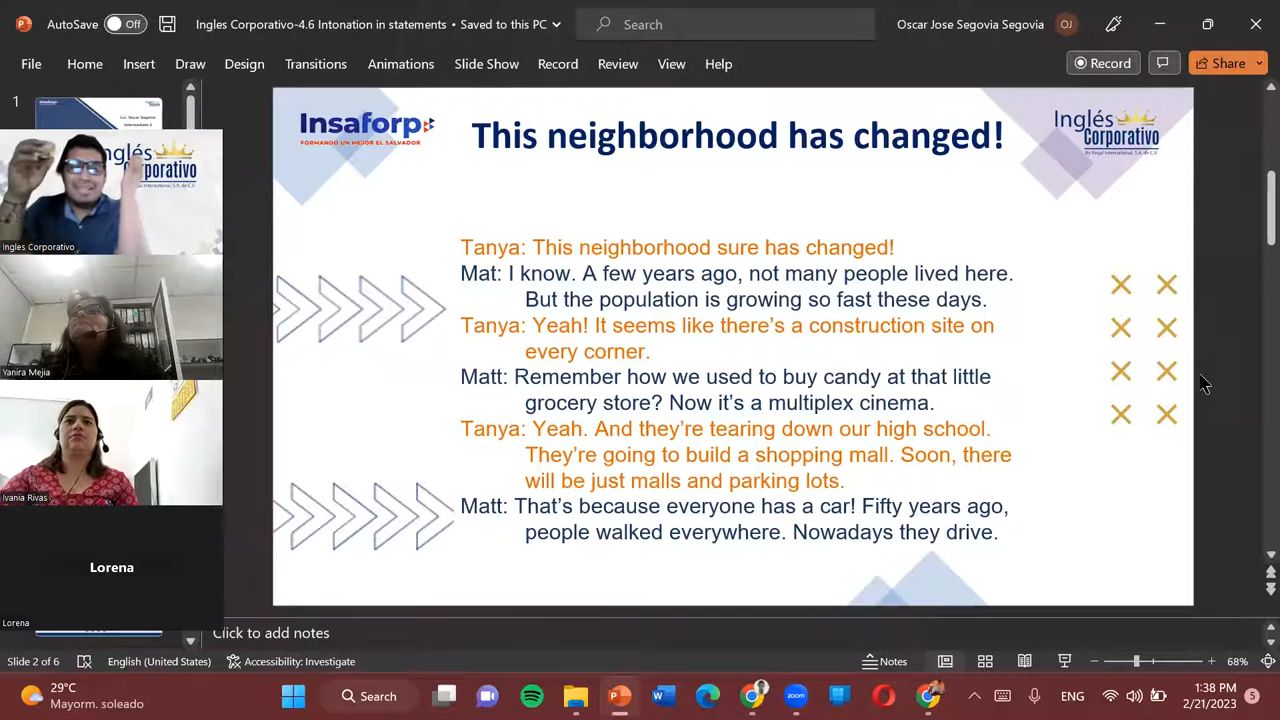 AutoSave Off Ingles Corporativo-4.6 Intonation in statements • Saved to this PC Search Oscar Jose Segovia Segovia OJ
File Home Insert Draw Design Transitions Animations Slide Show Record Review View Help Record Share
1
Insaforp
FORMANDO UN MEJOR EL SALVADOR
This neighborhood has changed!
Inglés
Corporativo
By Regal International, S.A. de C.V.
Tanya: This neighborhood sure has changed!
Mat: I know. A few years ago, not many people lived here.
But the population is growing so fast these days.
Tanya: Yeah! It seems like there's a construction site on
every corner.
Matt: Remember how we used to buy candy at that little
grocery store? Now it's a multiplex cinema.
Tanya: Yeah. And they're tearing down our high school.
They're going to build a shopping mall. Soon, there
will be just malls and parking lots.
Matt: That's because everyone has a car! Fifty years ago,
people walked everywhere. Nowadays they drive.
Ingles Corporativo
Yanira Mejia
Ivania Rivas
Lorena
Lorena
Click to add notes
Slide 2 of 6 English (United States) Accessibility: Investigate Notes 68%
29°C
Mayorm. soleado
Search
zoom
ENG
1:38 PM
2/21/2023
5